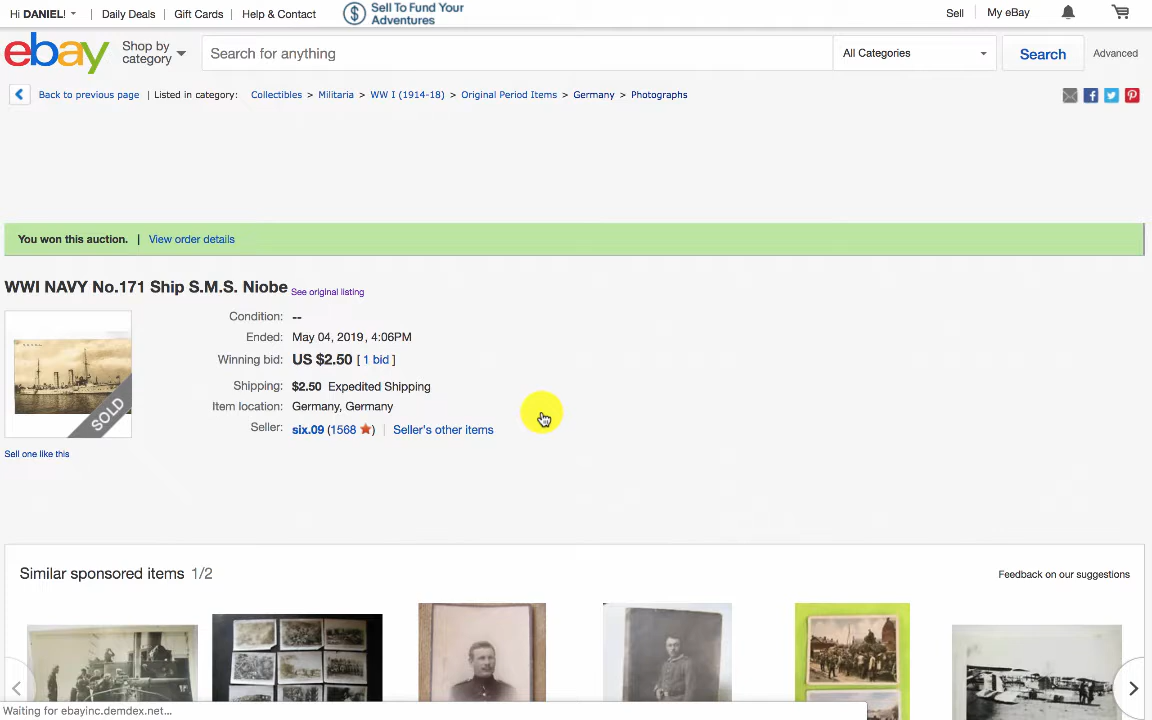 Hi DANIEL! | Daily Deals | Gift Cards | Help & Contact
Sell To Fund Your
Adventures
Sell My eBay
ebay
Shop by
category
Search for anything
All Categories
Search
Advanced
Back to previous page | Listed in category: Collectibles > Militaria > WW I (1914-18) > Original Period Items > Germany > Photographs
You won this auction. | View order details
WWI NAVY No.171 Ship S.M.S. Niobe See original listing
Condition: --
Ended: May 04, 2019 , 4:06PM
Winning bid: US $2.50 [ 1 bid ]
Shipping: $2.50 Expedited Shipping
Item location: Germany, Germany
Seller: six.09 (1568 ) | Seller's other items
SOLD
Sell one like this
Similar sponsored items 1/2
Feedback on our suggestions
Waiting for ebayinc.demdex.net...